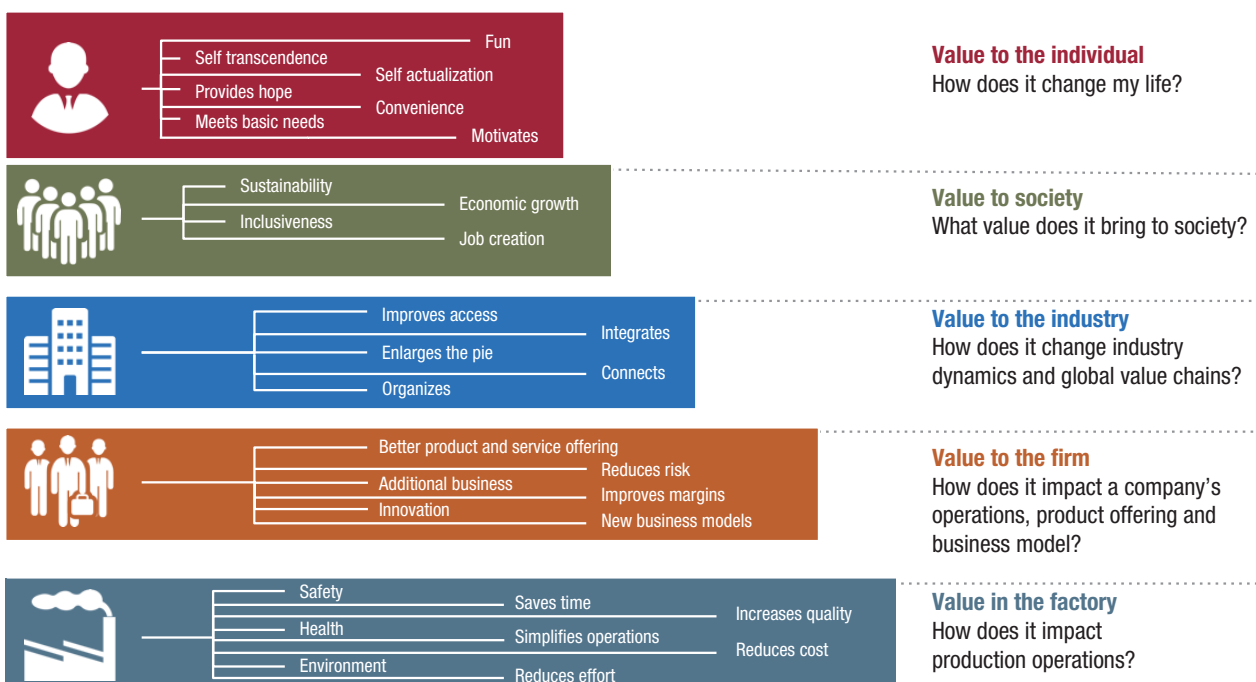 Fun
Self transcendence
Self actualization
Provides hope
Convenience
Meets basic needs
Motivates
Value to the individual
How does it change my life?
Sustainability
Economic growth
Inclusiveness
Job creation
Value to society
What value does it bring to society?
Improves access
Integrates
Enlarges the pie
Connects
Organizes
Value to the industry
How does it change industry
dynamics and global value chains?
Better product and service offering
Reduces risk
Additional business
Improves margins
Innovation
New business models
Value to the firm
How does it impact a company’s
operations, product offering and
business model?
Safety
Saves time
Increases quality
Health
Simplifies operations
Reduces cost
Environment
Reduces effort
Value in the factory
How does it impact
production operations?